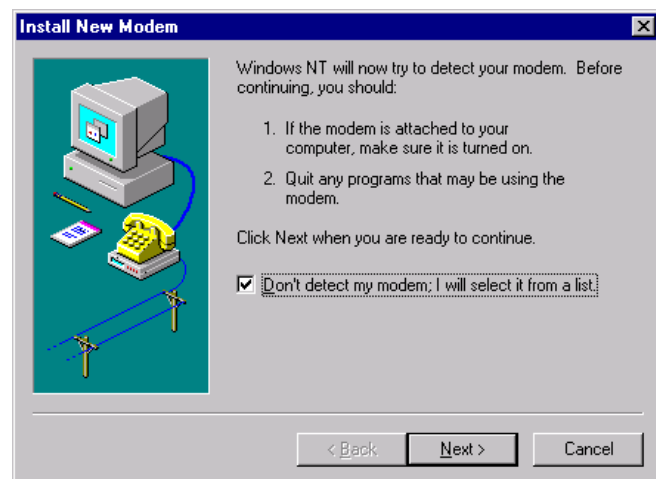 Install New Modem
Windows NT will now try to detect your modem. Before
continuing, you should:
1. If the modem is attached to your
computer, make sure it is turned on.
2. Quit any programs that may be using the
modem.
Click Next when you are ready to continue.
Don't detect my modem; I will select it from a list.
< Back
Next >
Cancel